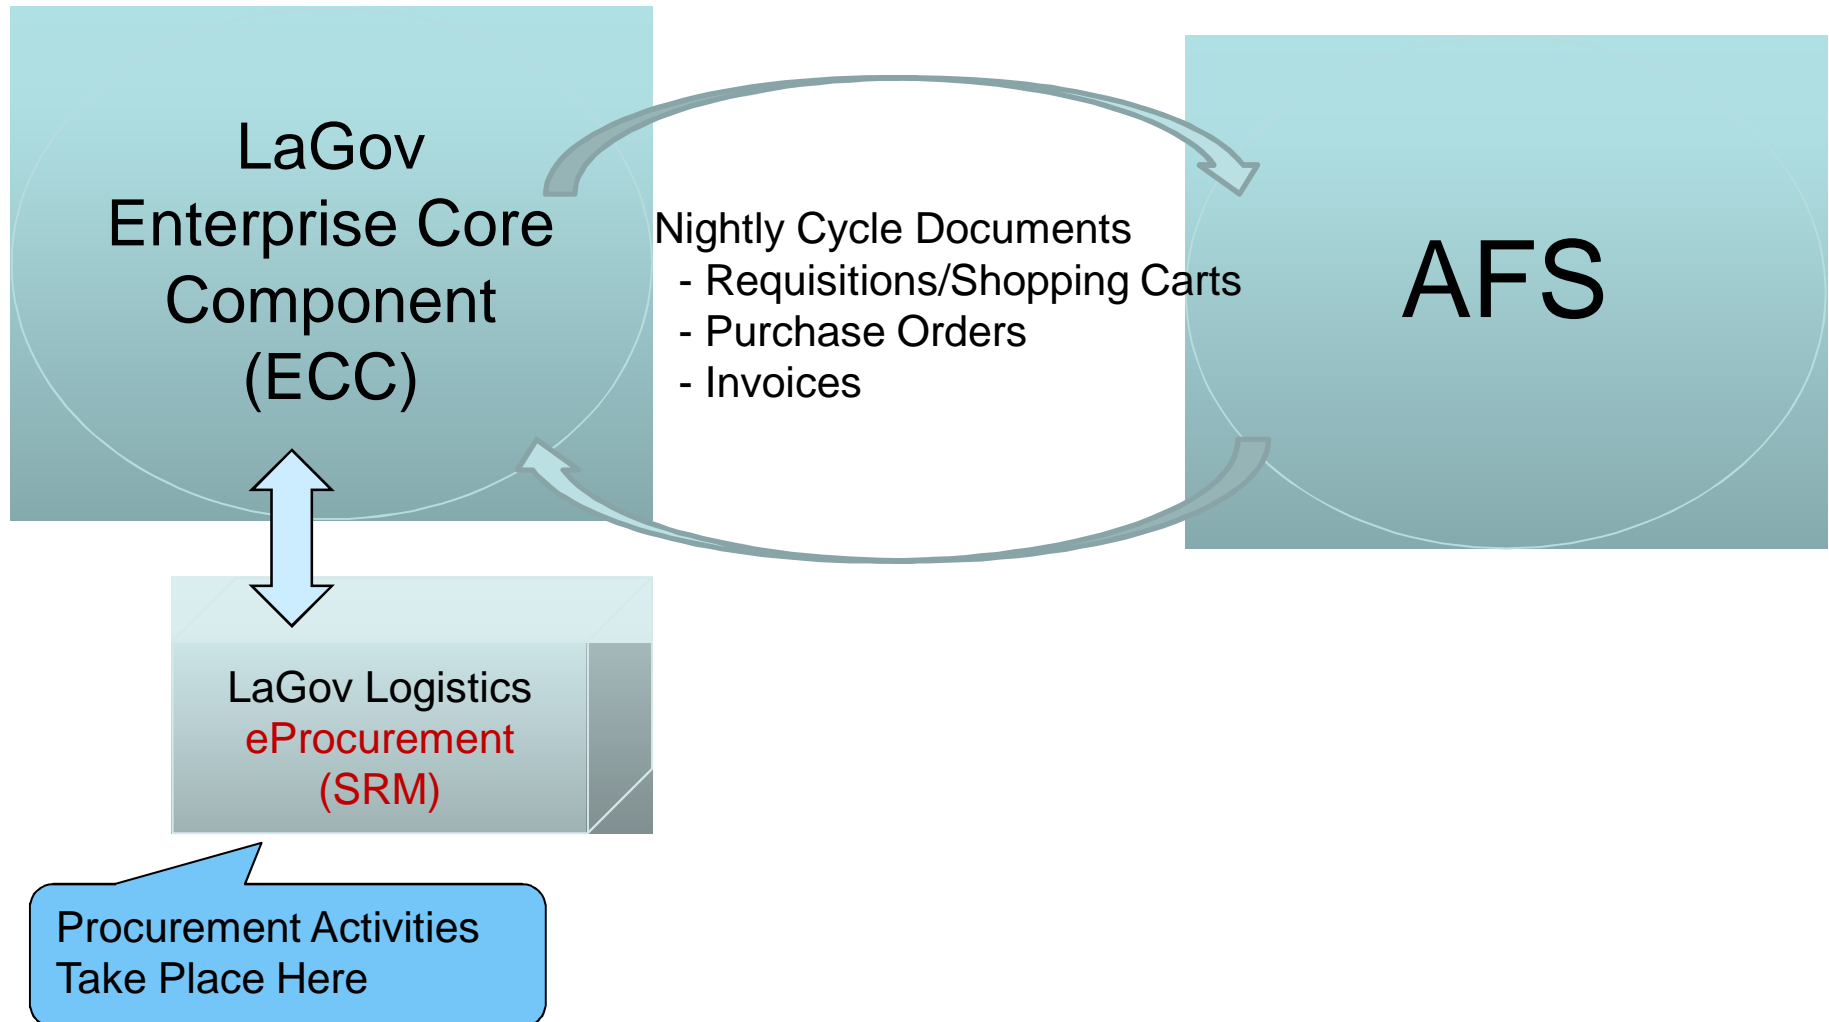 LaGov
Enterprise Core
Component
(ECC)
Nightly Cycle Documents
- Requisitions/Shopping Carts
- Purchase Orders
- Invoices
AFS
LaGov Logistics
eProcurement
(SRM)
Procurement Activities
Take Place Here